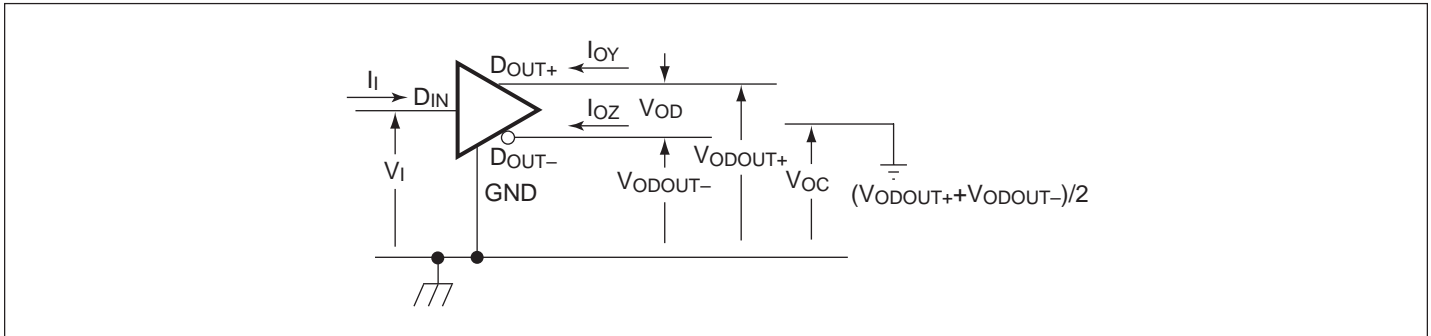 IOY
DOUT+
II
DIN
VOD
IOZ
DOUT–
VI
GND
VODOUT–
VODOUT+
VOC
(VODOUT++VODOUT–)/2